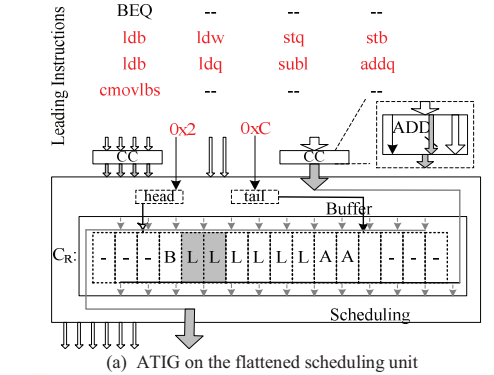 BEQ -- -- --
ldb ldw stq stb
ldb ldq subl addq
cmovlbs -- -- --
Leading Instructions
0x2 0xC
CC CC ADD
head tail
Buffer
CR: - - - B L L L L L L A A - - - -
Scheduling
(a) ATIG on the flattened scheduling unit